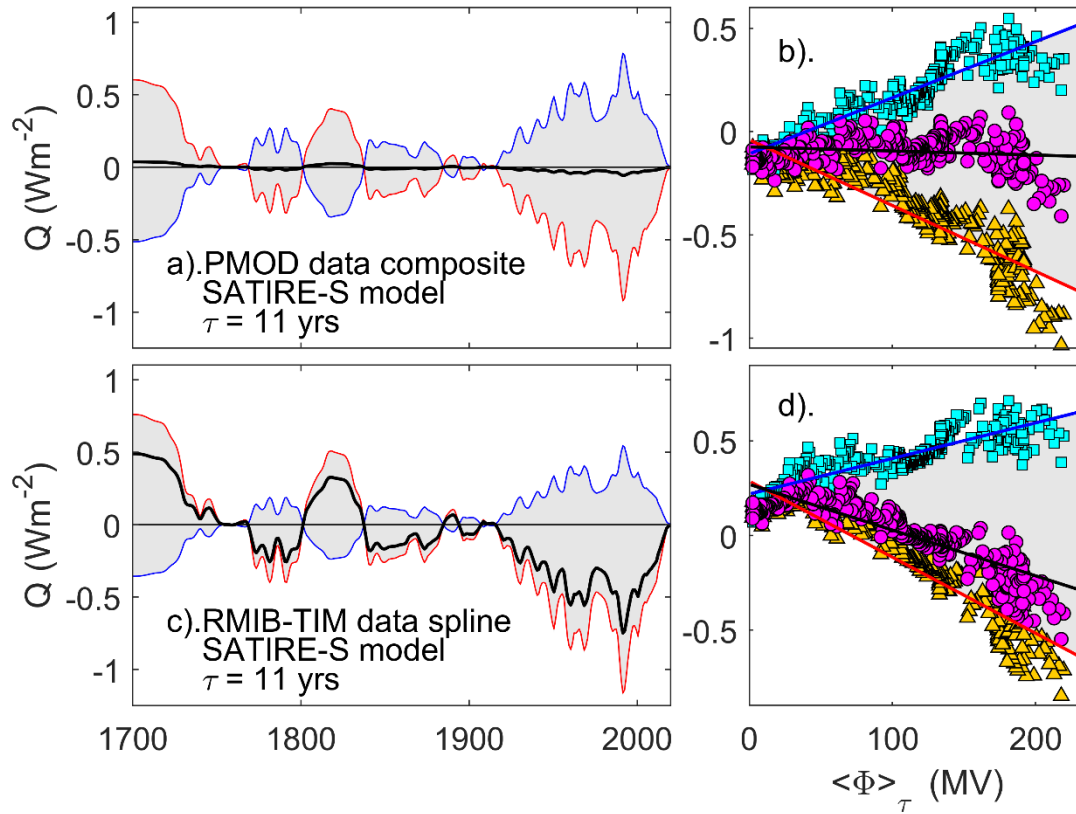 Q (Wm-2)
1
0.5
0
-0.5
-1
a).PMOD data composite
SATIRE-S model
τ = 11 yrs
b).
0.5
0
-0.5
-1
Q (Wm-2)
1
0.5
0
-0.5
-1
c).RMIB-TIM data spline
SATIRE-S model
τ = 11 yrs
1700 1800 1900 2000
d).
0.5
0
-0.5
0 100 200
<Φ>τ (MV)